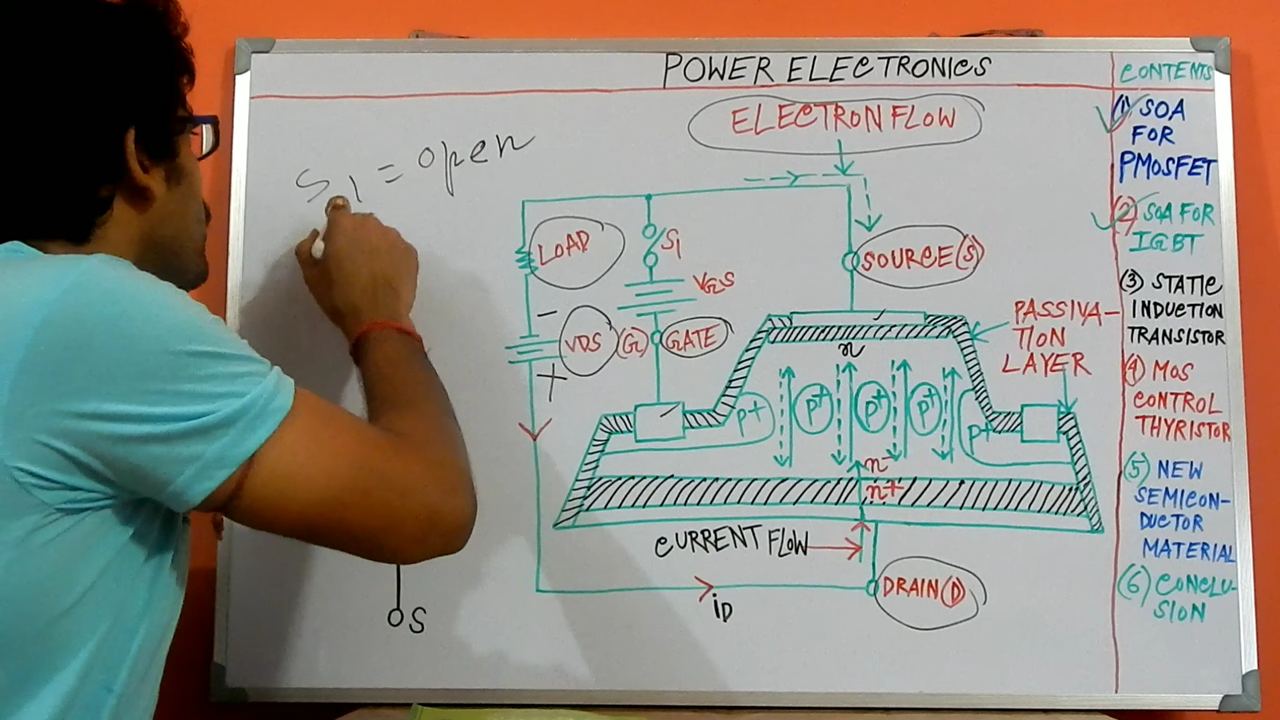 POWER ELECTRONICS
ELECTRON FLOW
S1 = open
LOAD
S1
VGS
SOURCE(S)
-
VDS
(G)
GATE
+
PASSIVA-
TION
LAYER
n
p+
p+
p+
p+
p+
n
n+
CURRENT FLOW
DRAIN(D)
iD
S
CONTENTS
(1) SOA
FOR
PMOSFET
(2) SOA FOR
IGBT
(3) STATIC
INDUCTION
TRANSISTOR
(4) MOS
CONTROL
THYRISTOR
(5) NEW
SEMICON-
DUCTOR
MATERIAL
(6) CONCLU-
SION